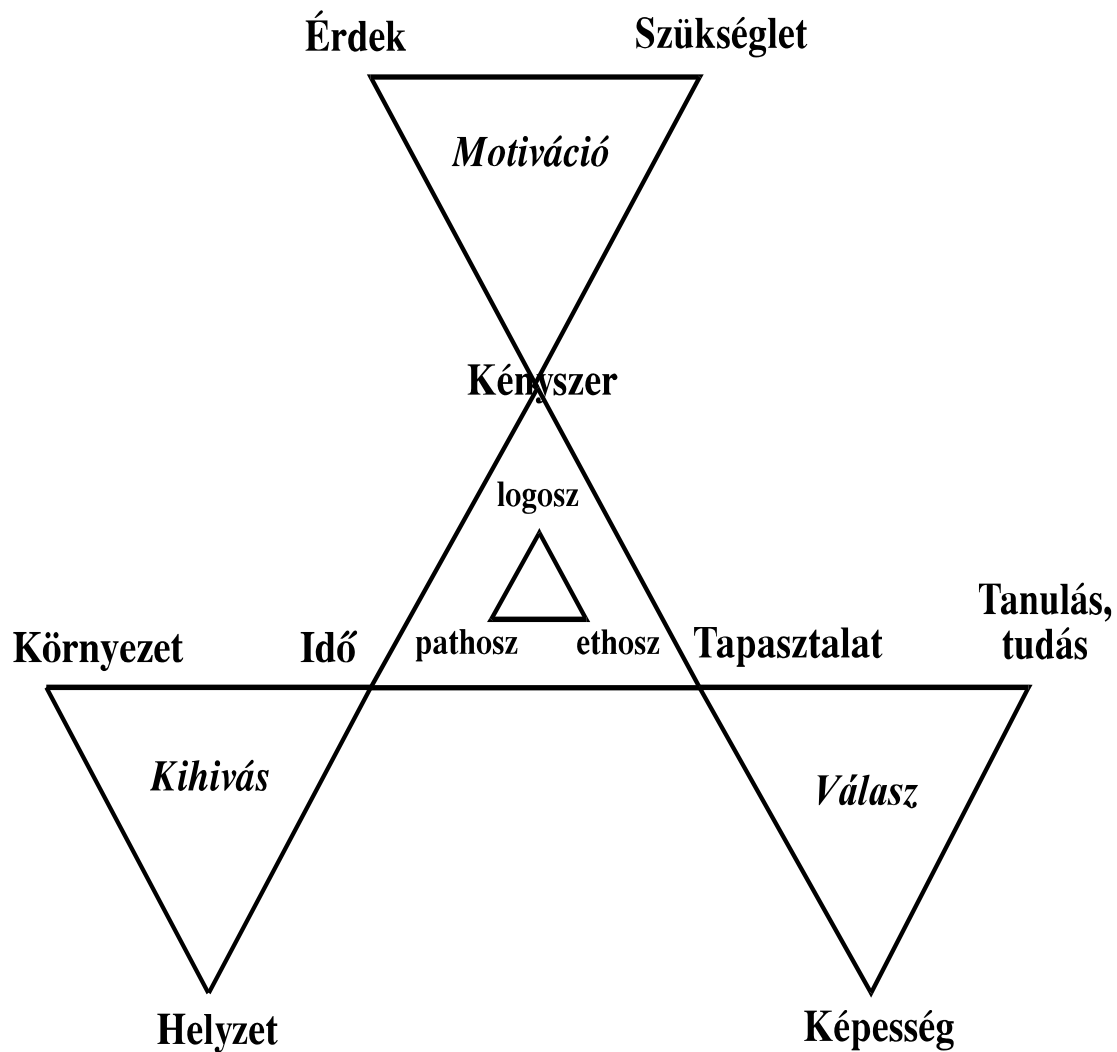 Érdek
Szükséglet
Motiváció
Kényszer
logosz
pathosz
ethosz
Környezet
Idő
Tapasztalat
Tanulás,
tudás
Kihivás
Válasz
Helyzet
Képesség